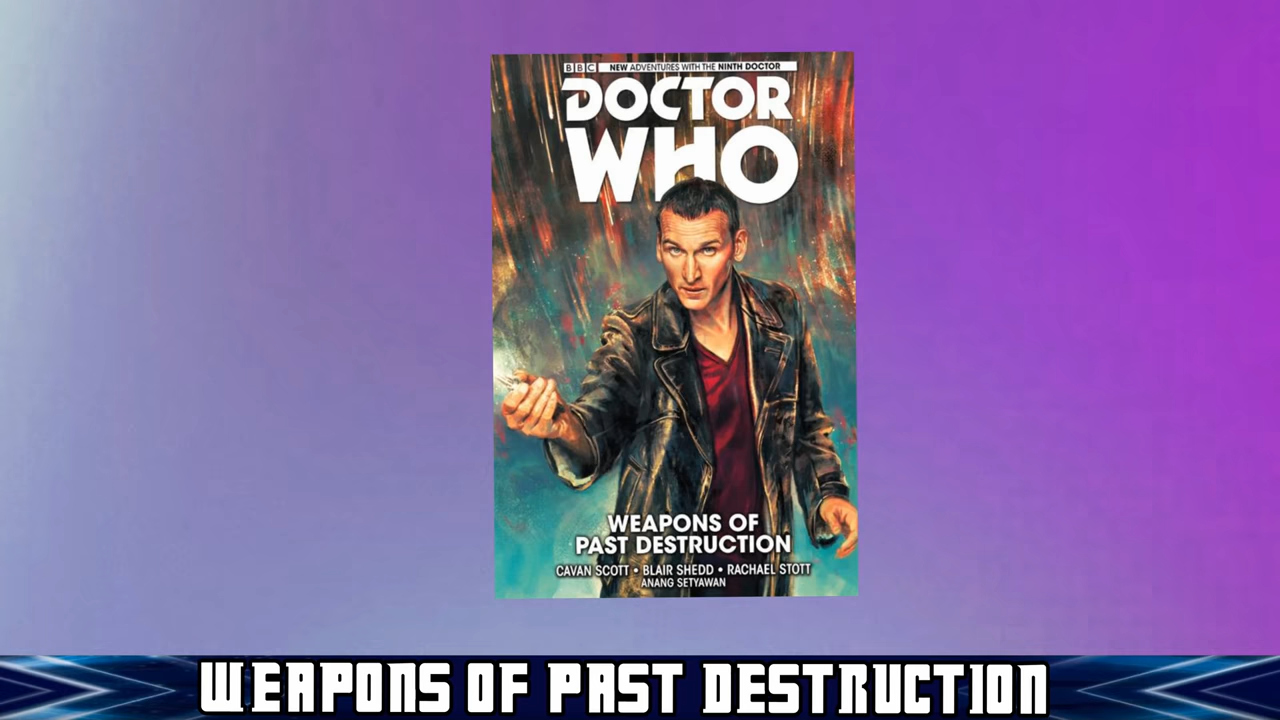 BBC NEW ADVENTURES WITH THE NINTH DOCTOR
DOCTOR
WHO
WEAPONS OF
PAST DESTRUCTION
CAVAN SCOTT • BLAIR SHEDD • RACHAEL STOTT
ANANG SETYAWAN
WEAPONS OF PAST DESTRUCTION